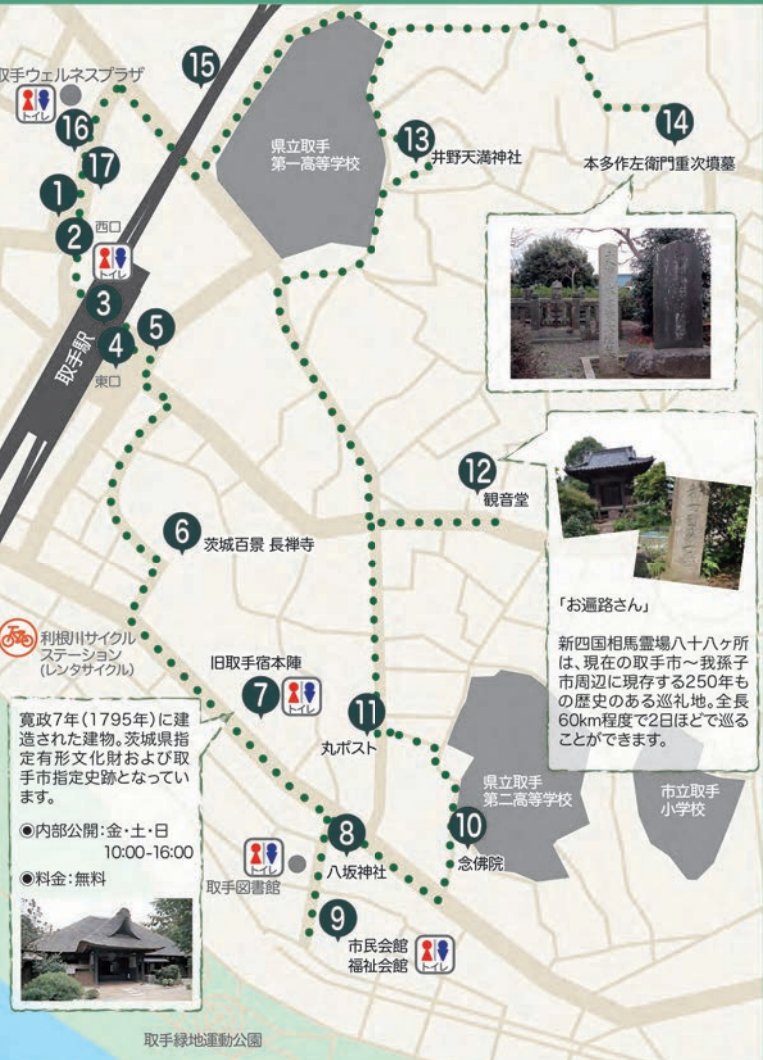 取手ウェルネスプラザ
トイレ
16
17
1
2
西口
トイレ
3
4
5
取手駅
東口
15
県立取手
第一高等学校
13
井野天満神社
14
本多作左衛門重次墳墓
12
観音堂
「お遍路さん」
新四国相馬霊場八十八ヶ所
は、現在の取手市～我孫子
市周辺に現存する250年も
の歴史のある巡礼地。全長
60km程度で2日ほどで巡る
ことができます。
6
茨城百景 長禅寺
利根川サイクル
ステーション
(レンタサイクル)
旧取手宿本陣
7
トイレ
寛政7年(1795年)に建
造された建物。茨城県指
定有形文化財および取
手市指定史跡となってい
ます。
◉内部公開:金・土・日
10:00-16:00
◉料金:無料
11
丸ポスト
県立取手
第二高等学校
市立取手
小学校
10
念佛院
8
八坂神社
トイレ
取手図書館
9
市民会館
福祉会館
トイレ
取手緑地運動公園